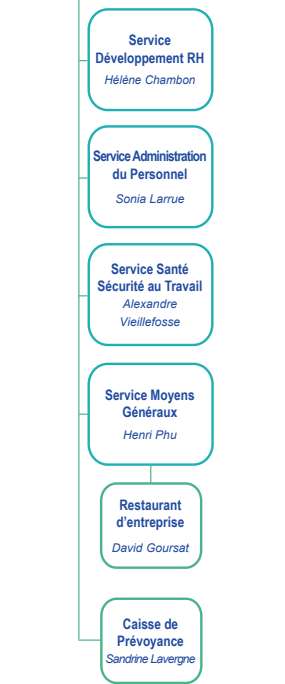 Service
Développement RH
Hélène Chambon
Service Administration
du Personnel
Sonia Larrue
Service Santé
Sécurité au Travail
Alexandre
Vieillefosse
Service Moyens
Généraux
Henri Phu
Restaurant
d'entreprise
David Goursat
Caisse de
Prévoyance
Sandrine Lavergne